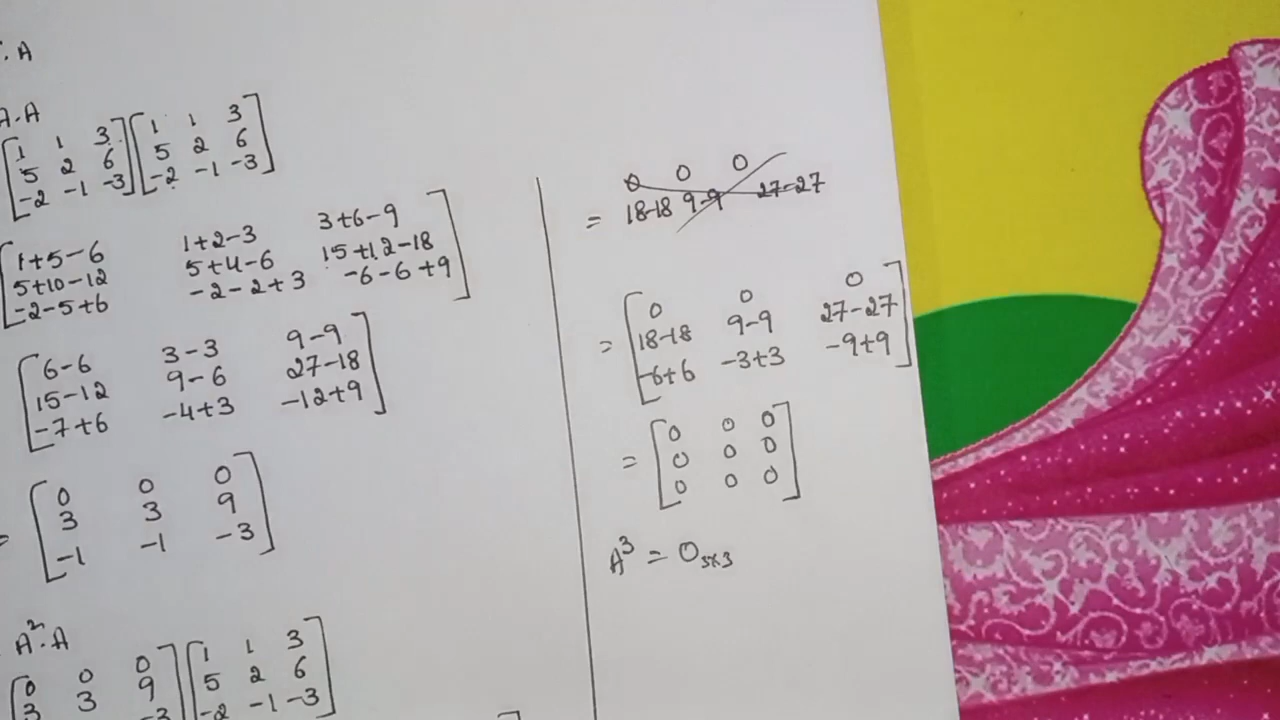 . A
A.A
[1 1 3] [1 1 3]
[5 2 6] [5 2 6]
[-2 -1 -3] [-2 -1 -3]
[1+5-6 1+2-3 3+6-9]
[5+10-12 5+4-6 15+12-18]
[-2-5+6 -2-2+3 -6-6+9]
[6-6 3-3 9-9]
[15-12 9-6 27-18]
[-7+6 -4+3 -12+9]
= [0 0 0]
[3 3 9]
[-1 -1 -3]
A².A
[0 0 0] [1 1 3]
[3 3 9] [5 2 6]
-3] [-2 -1 -3]
0 0 0
= 18-18 9-9 27-27
= [0 0 0]
[18-18 9-9 27-27]
[-6+6 -3+3 -9+9]
= [0 0 0]
[0 0 0]
[0 0 0]
A³ = O₃ₓ₃